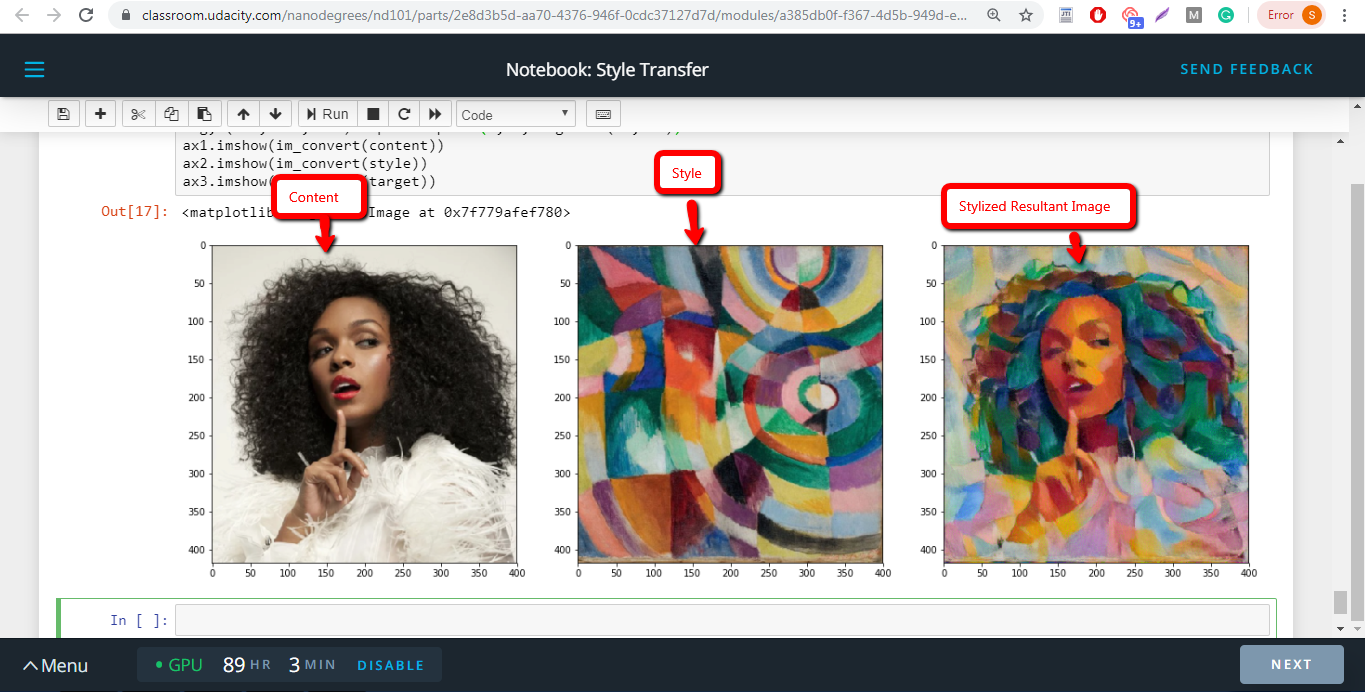 classroom.udacity.com/nanodegrees/nd101/parts/2e8d3b5d-aa70-4376-946f-0cdc37127d7d/modules/a385db0f-f367-4d5b-949d-e...
JTI
9+
M
G
Error S
Notebook: Style Transfer
SEND FEEDBACK
Run
Code
ax1.imshow(im_convert(content))
ax2.imshow(im_convert(style))
ax3.imshow( (target))
Content
Style
Stylized Resultant Image
Out[17]: <matplotlib Image at 0x7f779afef780>
0
50
100
150
200
250
300
350
400
0 50 100 150 200 250 300 350 400
0
50
100
150
200
250
300
350
400
0 50 100 150 200 250 300 350 400
0
50
100
150
200
250
300
350
400
0 50 100 150 200 250 300 350 400
In [ ]:
Menu
GPU 89 HR 3 MIN DISABLE
NEXT